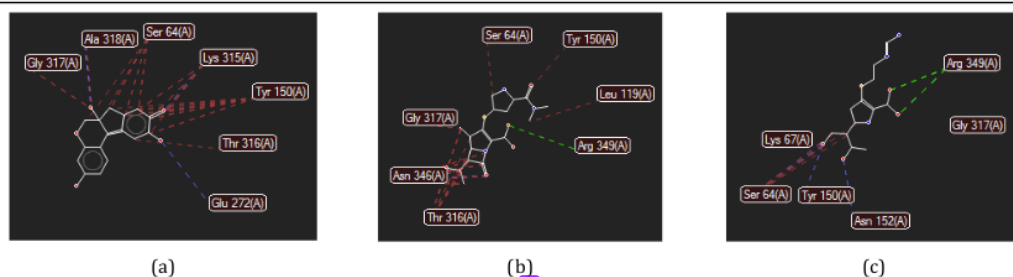 Ala 318(A)
Ser 64(A)
Gly 317(A)
Lys 315(A)
Tyr 150(A)
Thr 316(A)
Glu 272(A)
(a)
Ser 64(A)
Tyr 150(A)
Leu 119(A)
Gly 317(A)
Arg 349(A)
Asn 346(A)
Thr 316(A)
(b)
Arg 349(A)
Gly 317(A)
Lys 67(A)
Ser 64(A)
Tyr 150(A)
Asn 152(A)
(c)